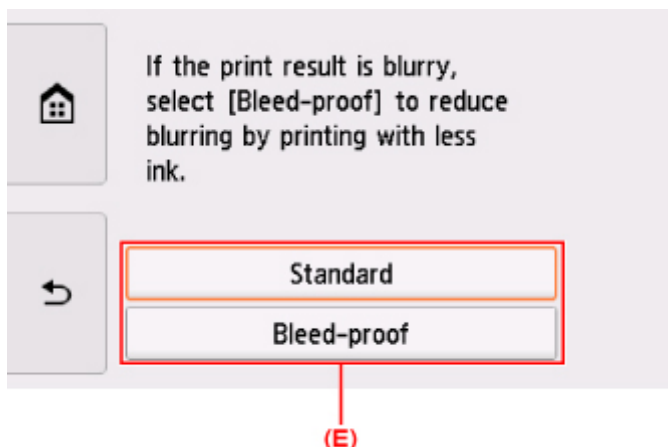 If the print result is blurry,
select [Bleed-proof] to reduce
blurring by printing with less
ink.
Standard
Bleed-proof
(E)